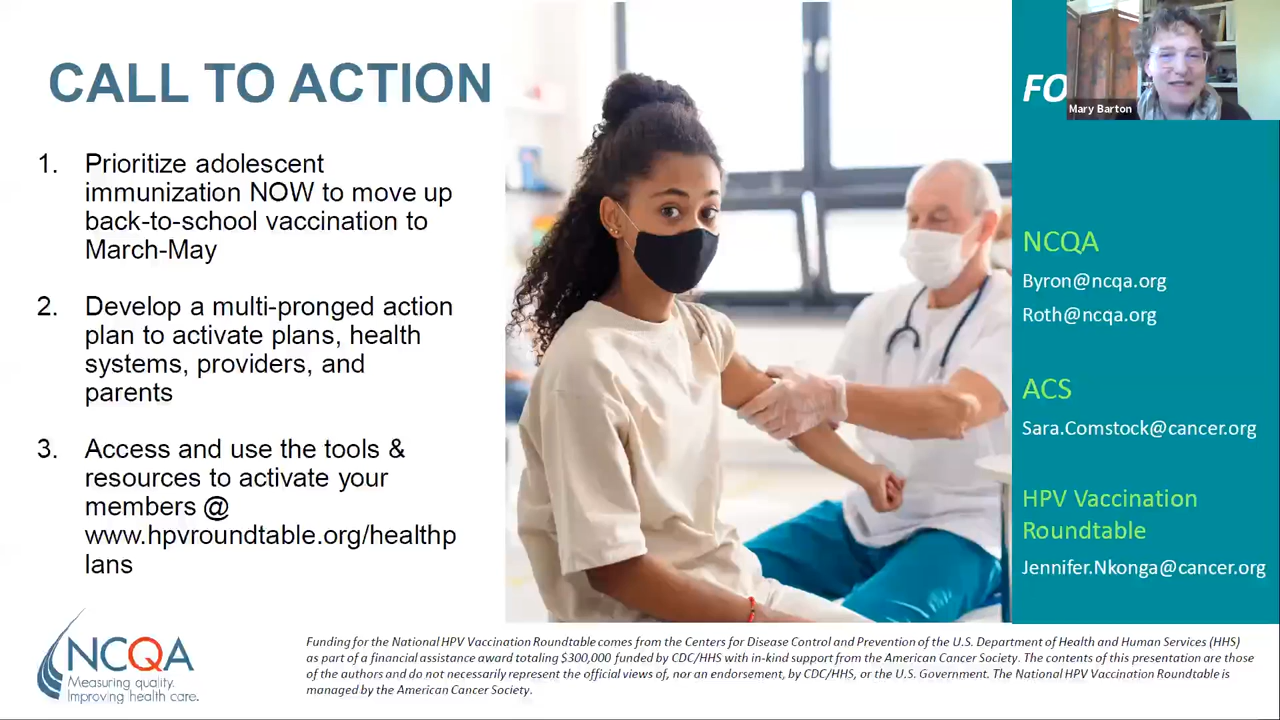 CALL TO ACTION
1. Prioritize adolescent
immunization NOW to move up
back-to-school vaccination to
March-May
2. Develop a multi-pronged action
plan to activate plans, health
systems, providers, and
parents
3. Access and use the tools &
resources to activate your
members @
www.hpvroundtable.org/healthp
lans
FO
Mary Barton
NCQA
Byron@ncqa.org
Roth@ncqa.org
ACS
Sara.Comstock@cancer.org
HPV Vaccination
Roundtable
Jennifer.Nkonga@cancer.org
NCQA
Measuring quality.
Improving health care.
Funding for the National HPV Vaccination Roundtable comes from the Centers for Disease Control and Prevention of the U.S. Department of Health and Human Services (HHS)
as part of a financial assistance award totaling $300,000 funded by CDC/HHS with in-kind support from the American Cancer Society. The contents of this presentation are those
of the authors and do not necessarily represent the official views of, nor an endorsement, by CDC/HHS, or the U.S. Government. The National HPV Vaccination Roundtable is
managed by the American Cancer Society.